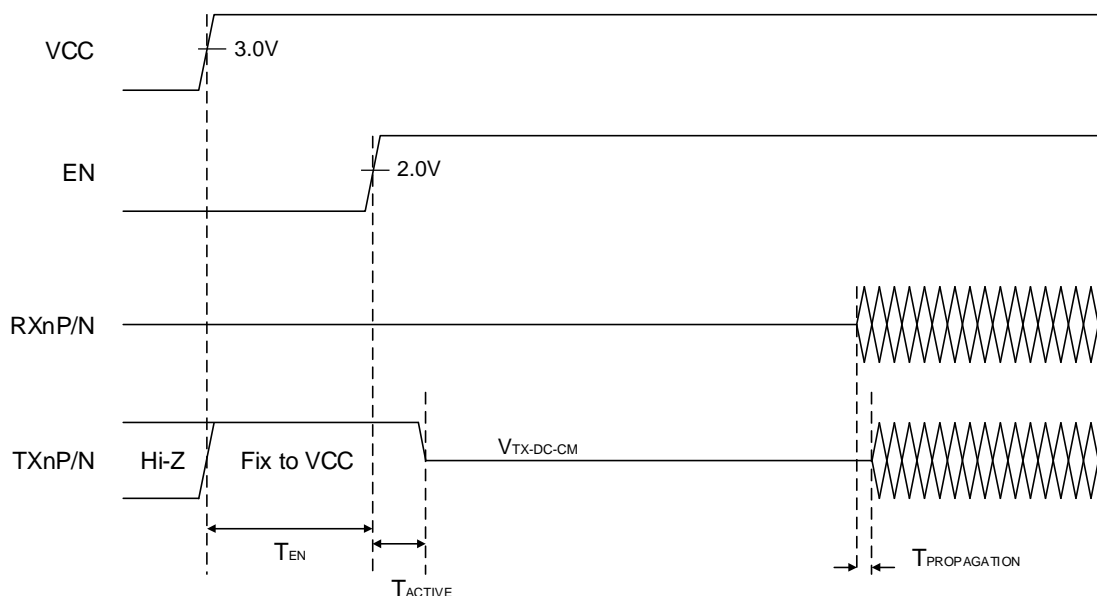 VCC
3.0V
EN
2.0V
RXnP/N
TXnP/N
Hi-Z
Fix to VCC
VTX-DC-CM
TEN
TACTIVE
TPROPAGATION